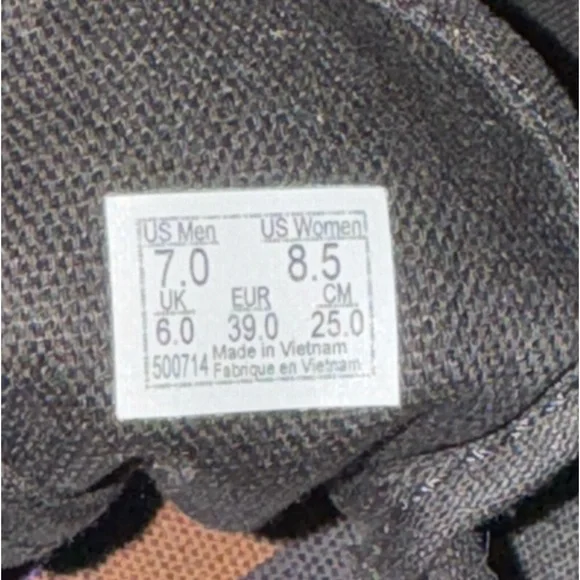 US Men US Women
7.0 8.5
UK EUR CM
6.0 39.0 25.0
500714 Made in Vietnam
Fabrique en Vietnam